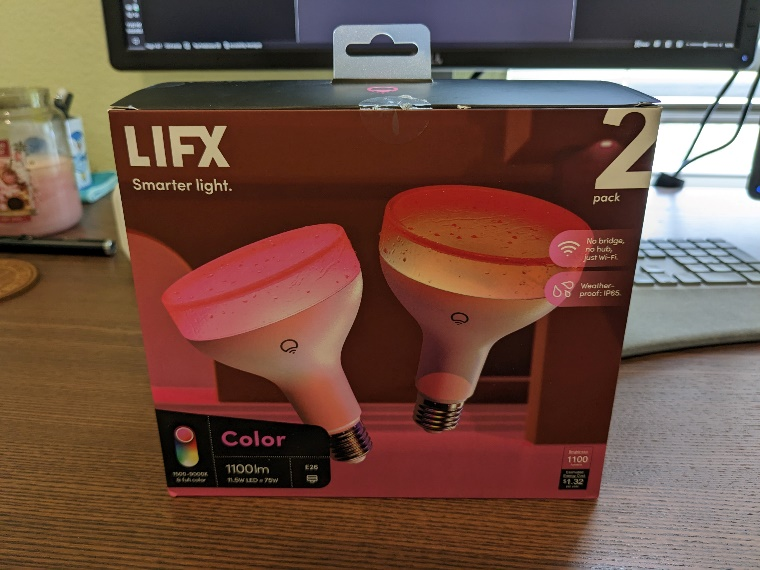 LIFX
Smarter light.
2
pack
No bridge,
no hub,
just Wi-Fi.
Weather-
proof: IP65.
Color
1100lm
11.5W LED = 75W
E26
1500-9000K
& full color
Brightness
1100
Estimated
Energy Cost
$1.32